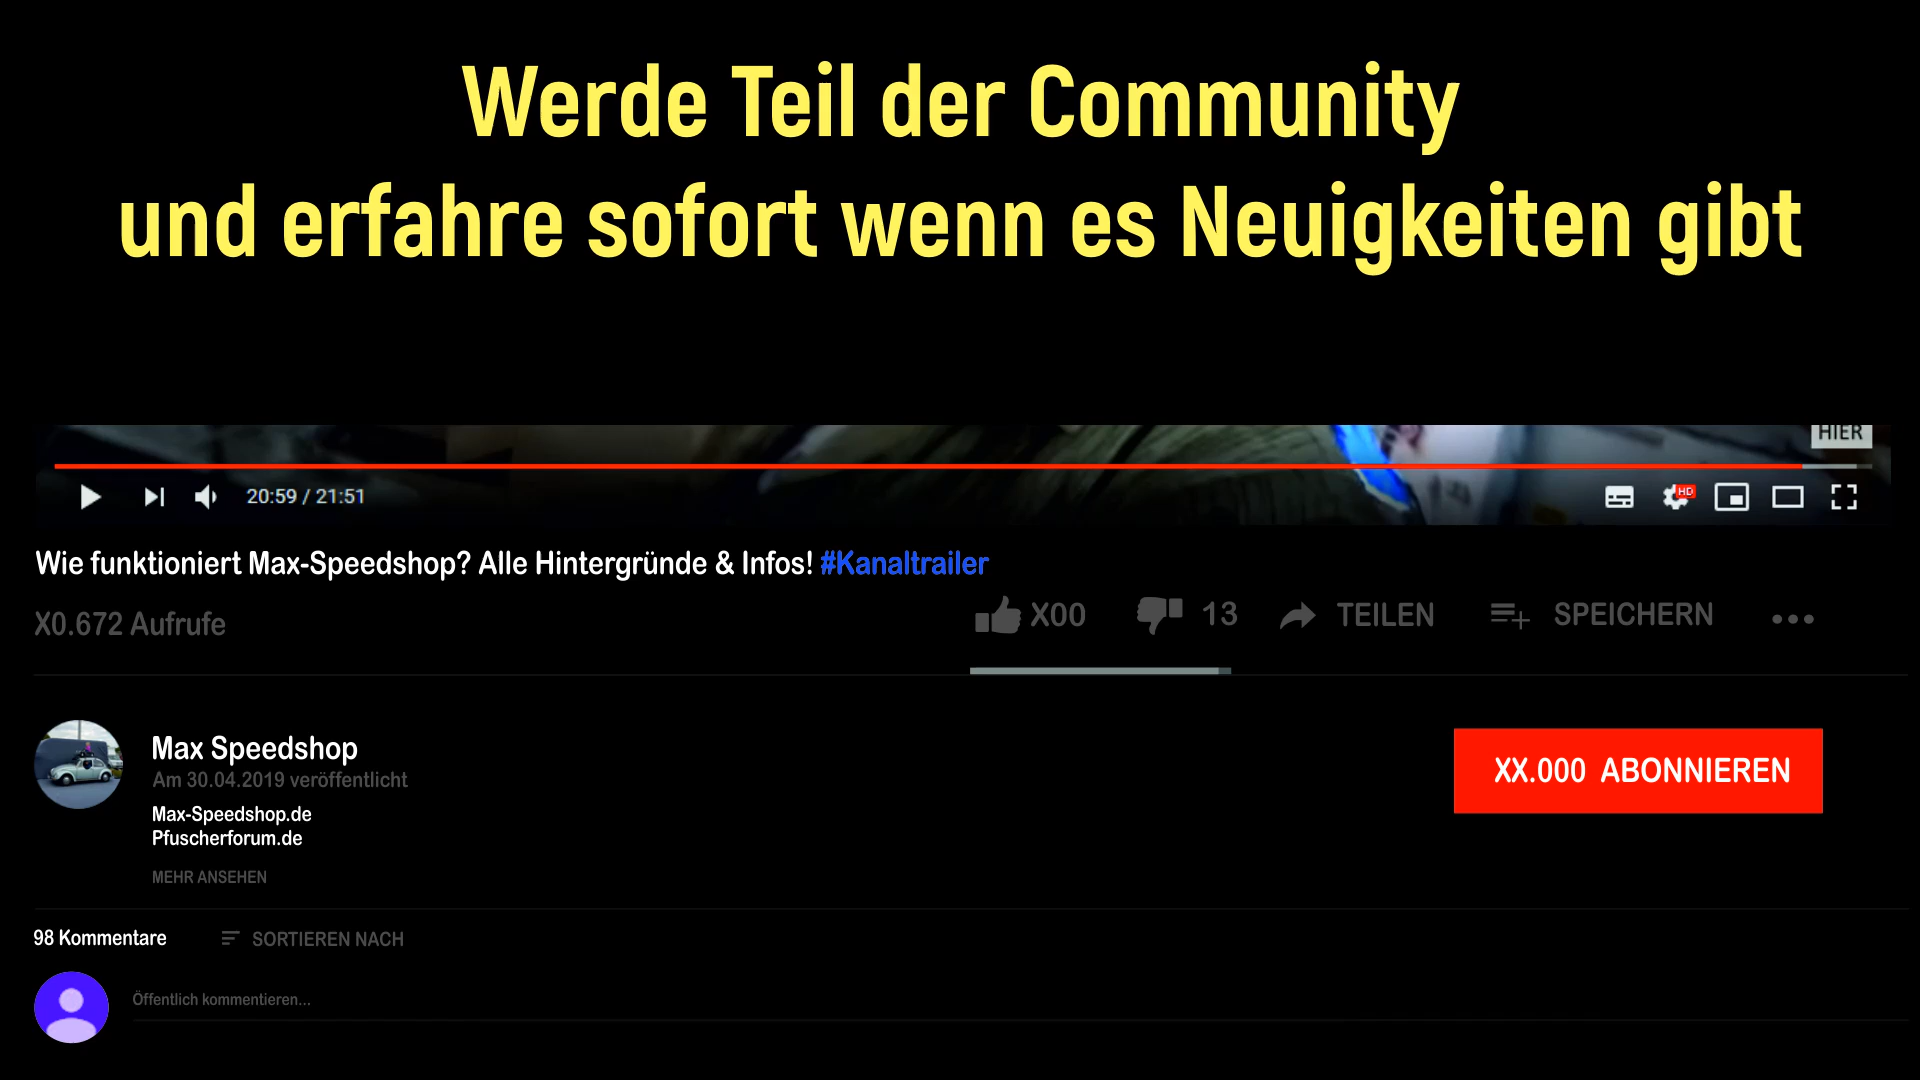 Werde Teil der Community
und erfahre sofort wenn es Neuigkeiten gibt
HIER
20:59 / 21:51
HD
Wie funktioniert Max-Speedshop? Alle Hintergründe & Infos! #Kanaltrailer
X0.672 Aufrufe
X00 13 TEILEN SPEICHERN
Max Speedshop
Am 30.04.2019 veröffentlicht
XX.000 ABONNIEREN
Max-Speedshop.de
Pfuscherforum.de
MEHR ANSEHEN
98 Kommentare SORTIEREN NACH
Öffentlich kommentieren...